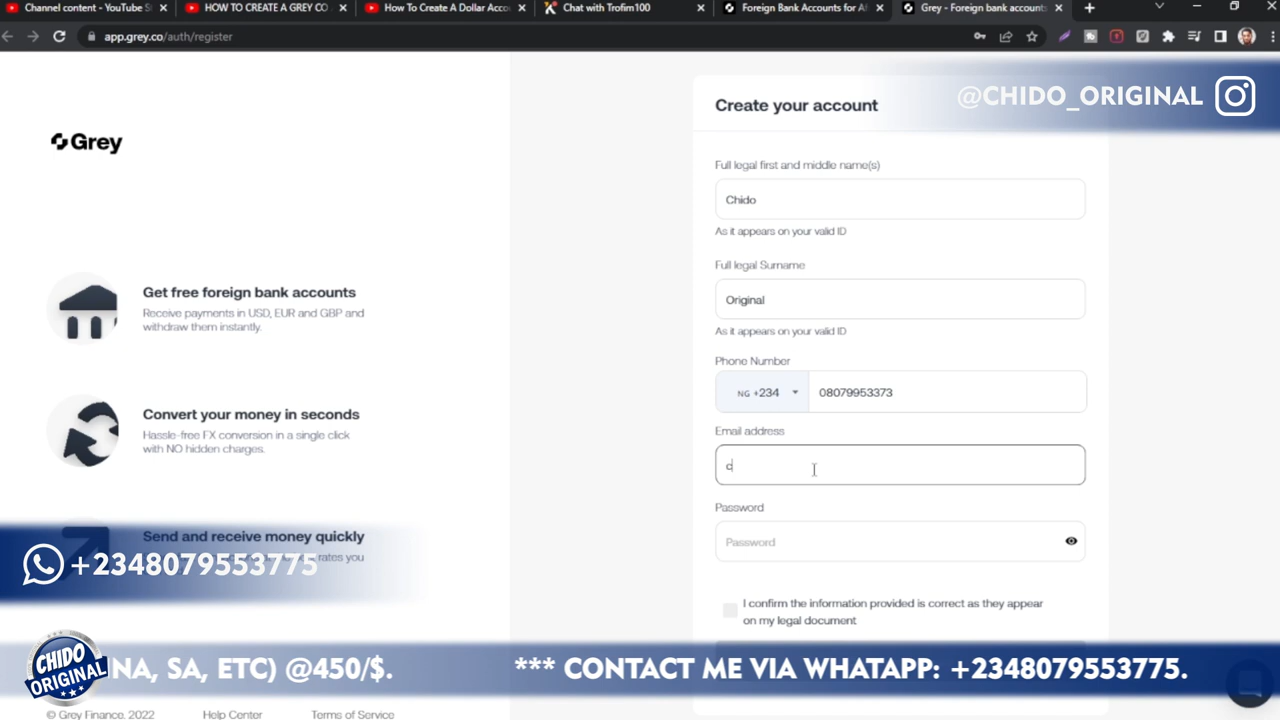 Channel content - YouTube S
HOW TO CREATE A GREY CO
How To Create A Dollar Acco
Chat with Trofim100
Foreign Bank Accounts for Af
Grey - Foreign bank accounts
app.grey.co/auth/register
@CHIDO_ORIGINAL
Grey
Get free foreign bank accounts
Receive payments in USD, EUR and GBP and
withdraw them instantly.
Convert your money in seconds
Hassle-free FX conversion in a single click
with NO hidden charges.
Send and receive money quickly
rates you
Create your account
Full legal first and middle name(s)
Chido
As it appears on your valid ID
Full legal Surname
Original
As it appears on your valid ID
Phone Number
NG +234
08079953373
Email address
c
Password
Password
I confirm the information provided is correct as they appear
on my legal document
+2348079553775
CHIDO
ORIGINAL
NA, SA, ETC) @450/$.
*** CONTACT ME VIA WHATAPP: +2348079553775.
© Grey Finance, 2022
Help Center
Terms of Service